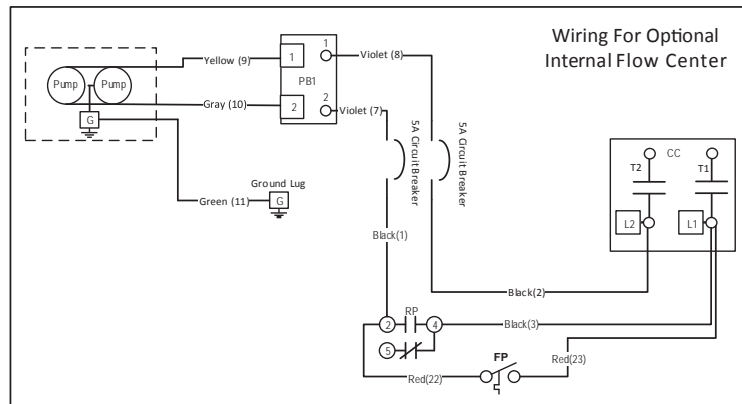 Wiring For Optional
Internal Flow Center
Pump
Pump
G
Yellow (9)
Gray (10)
Green (11)
Ground Lug
G
1
2
PB1
1
2
Violet (8)
Violet (7)
5A Circuit Breaker
5A Circuit Breaker
CC
T2
T1
L2
L1
Black(1)
Black(2)
RP
2
4
5
Black(3)
FP
Red(22)
Red(23)